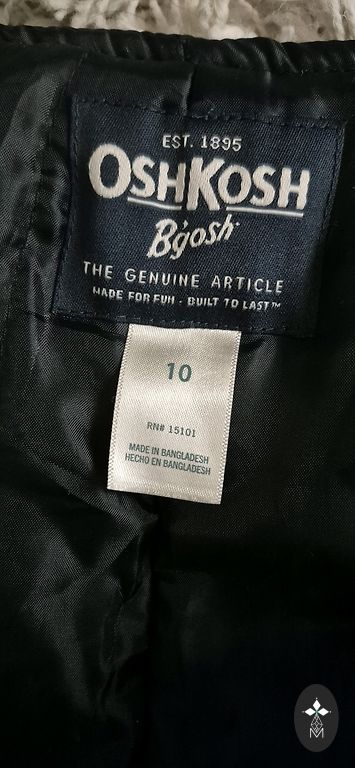 EST. 1895
OSHKOSH
B'gosh
THE GENUINE ARTICLE
MADE FOR FUN · BUILT TO LAST™
10
RN# 15101
MADE IN BANGLADESH
HECHO EN BANGLADESH
M